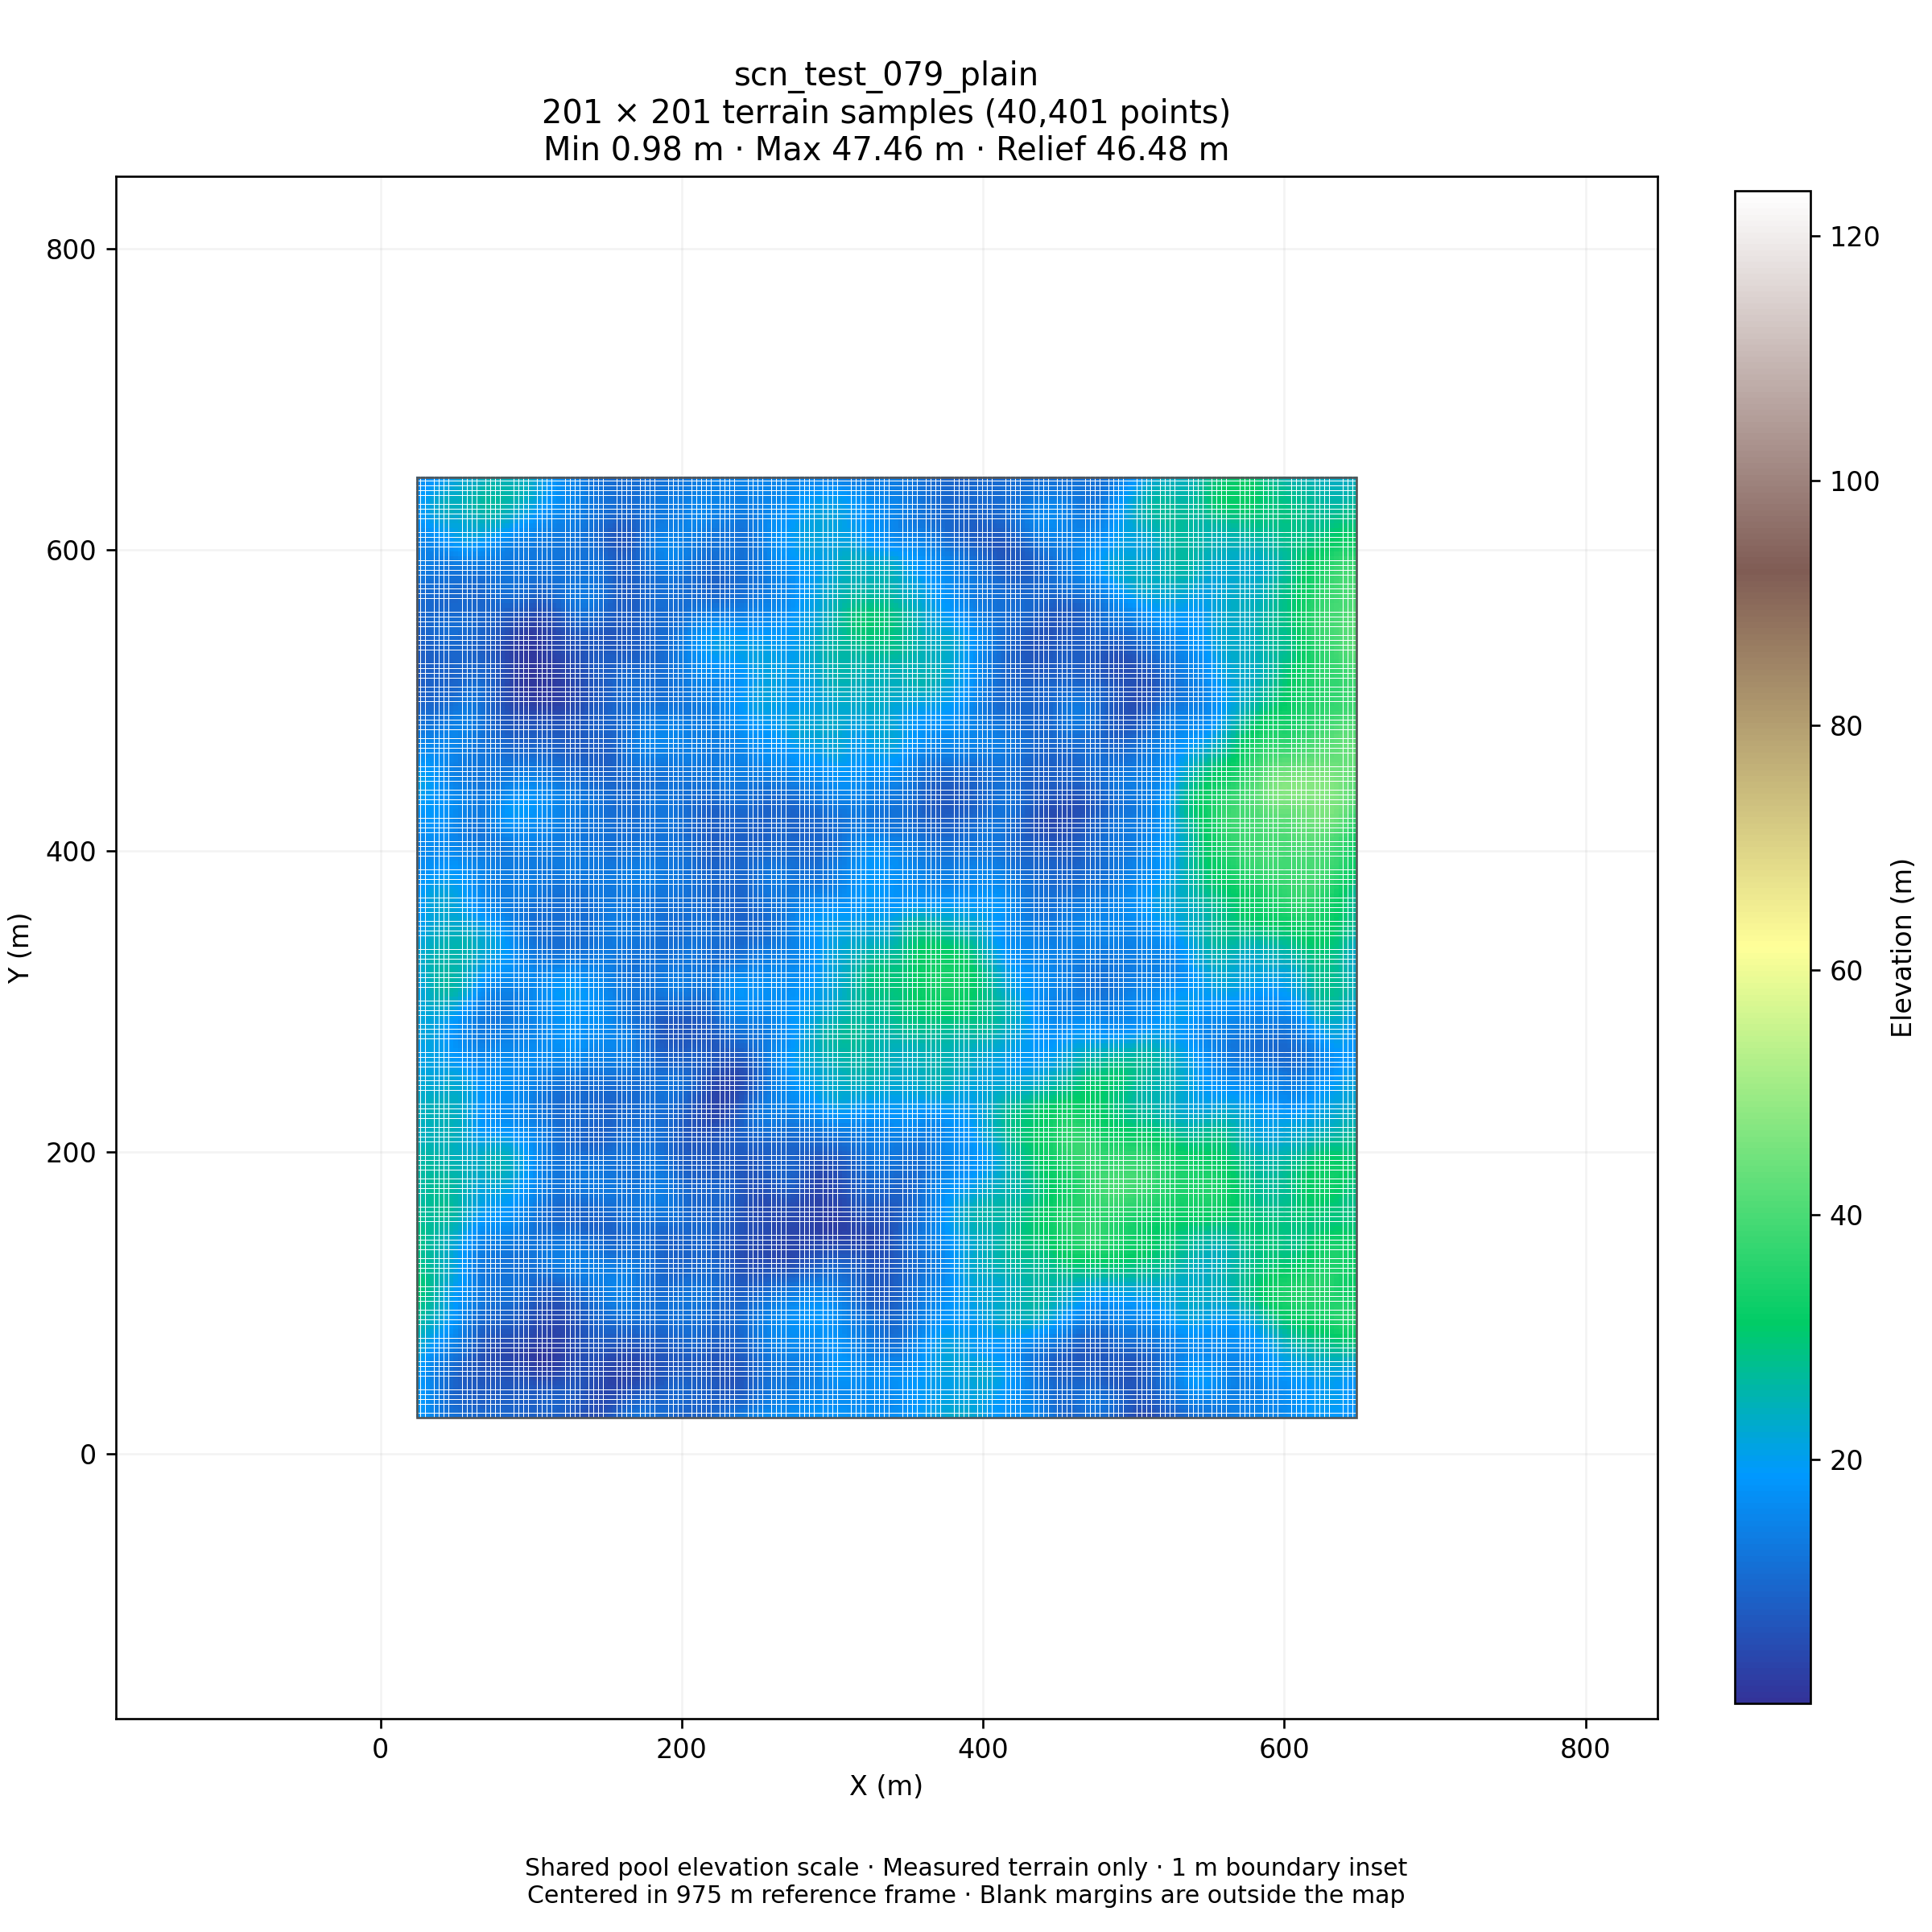 scn_test_079_plain
201 × 201 terrain samples (40,401 points)
Min 0.98 m · Max 47.46 m · Relief 46.48 m
800
600
400
200
0
Y (m)
0
200
400
600
800
X (m)
120
100
80
60
40
20
Elevation (m)
Shared pool elevation scale · Measured terrain only · 1 m boundary inset
Centered in 975 m reference frame · Blank margins are outside the map